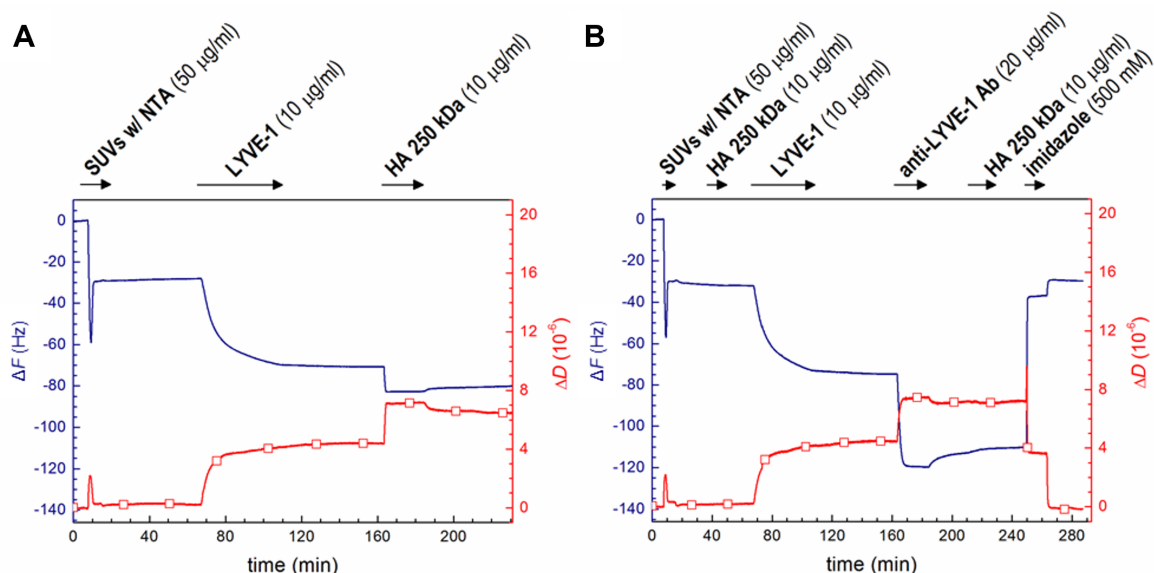 A
SUVs w/ NTA (50 µg/ml)
LYVE-1 (10 µg/ml)
HA 250 kDa (10 µg/ml)
0
-20
-40
-60
-80
-100
-120
-140
ΔF (Hz)
20
16
12
8
4
0
ΔD (10⁻⁶)
0
40
80
120
160
200
time (min)
B
SUVs w/ NTA (50 µg/ml)
HA 250 kDa (10 µg/ml)
LYVE-1 (10 µg/ml)
anti-LYVE-1 Ab (20 µg/ml)
HA 250 kDa (10 µg/ml)
imidazole (500 mM)
0
-20
-40
-60
-80
-100
-120
-140
ΔF (Hz)
20
16
12
8
4
0
ΔD (10⁻⁶)
0
40
80
120
160
200
240
280
time (min)